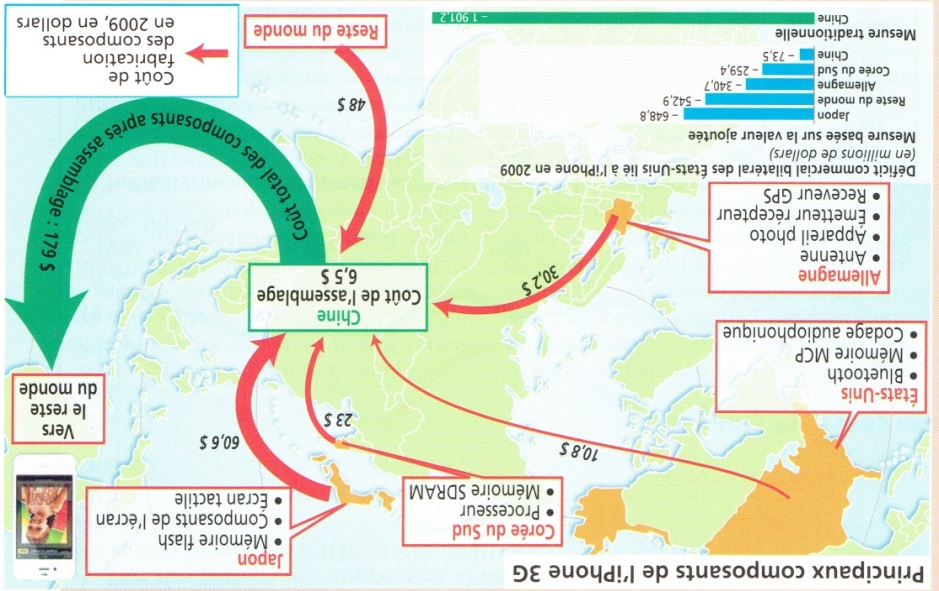 Principaux composants de l'iPhone 3G
États-Unis
• Bluetooth
• Mémoire MCP
• Codage audiophonique
Corée du Sud
• Processeur
• Mémoire SDRAM
Japon
• Mémoire flash
• Composants de l'écran
• Écran tactile
10,8 $
23 $
60,6 $
Vers
le reste
du monde
Allemagne
• Antenne
• Appareil photo
• Émetteur récepteur
• Receveur GPS
30,2 $
Chine
Coût de l'assemblage
6,5 $
Coût total des composants après assemblage : 179 $
48 $
Reste du monde
Coût de
fabrication
des composants
en 2009, en dollars
Déficit commercial bilatéral des États-Unis lié à l'iPhone en 2009
(en millions de dollars)
Mesure basée sur la valeur ajoutée
Japon – 648,8
Reste du monde – 542,9
Allemagne – 340,7
Corée du Sud – 259,4
Chine – 73,5
Mesure traditionnelle
Chine – 1 901,2